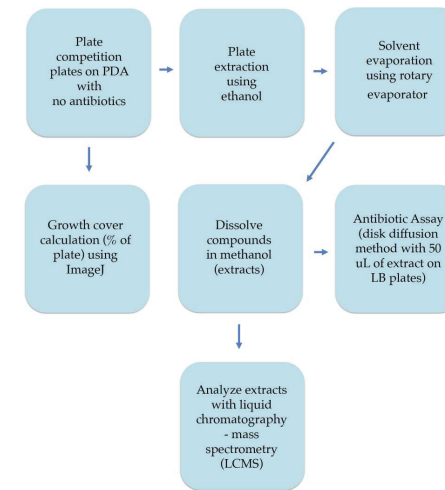 Plate
competition
plates on PDA
with
no antibiotics
Plate
extraction
using
ethanol
Solvent
evaporation
using rotary
evaporator
Growth cover
calculation (% of
plate) using
ImageJ
Dissolve
compounds
in methanol
(extracts)
Antibiotic Assay
(disk diffusion
method with 50
uL of extract on
LB plates)
Analyze extracts
with liquid
chromatography
- mass
spectrometry
(LCMS)